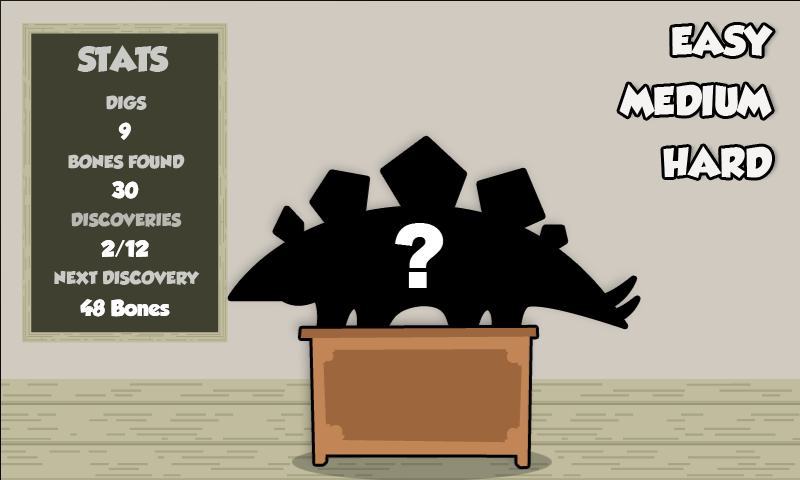 STATS
DIGS
9
BONES FOUND
30
DISCOVERIES
2/12
NEXT DISCOVERY
48 Bones
?
EASY
MEDIUM
HARD